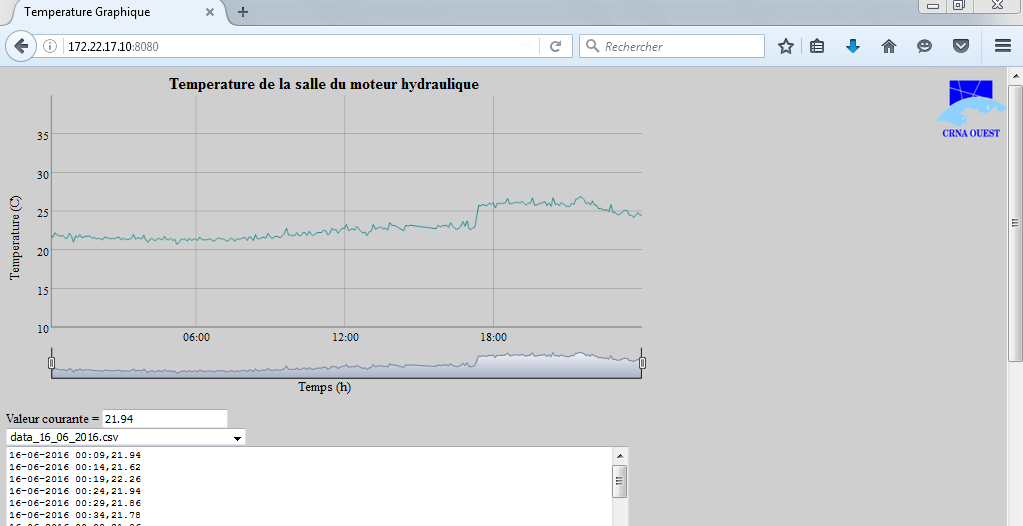 Temperature Graphique
172.22.17.10:8080
Rechercher
Temperature de la salle du moteur hydraulique
CRNA OUEST
Temperature (C)
35
30
25
20
15
10
06:00
12:00
18:00
Temps (h)
Valeur courante = 21.94
data_16_06_2016.csv
16-06-2016 00:09,21.94
16-06-2016 00:14,21.62
16-06-2016 00:19,22.26
16-06-2016 00:24,21.94
16-06-2016 00:29,21.86
16-06-2016 00:34,21.78